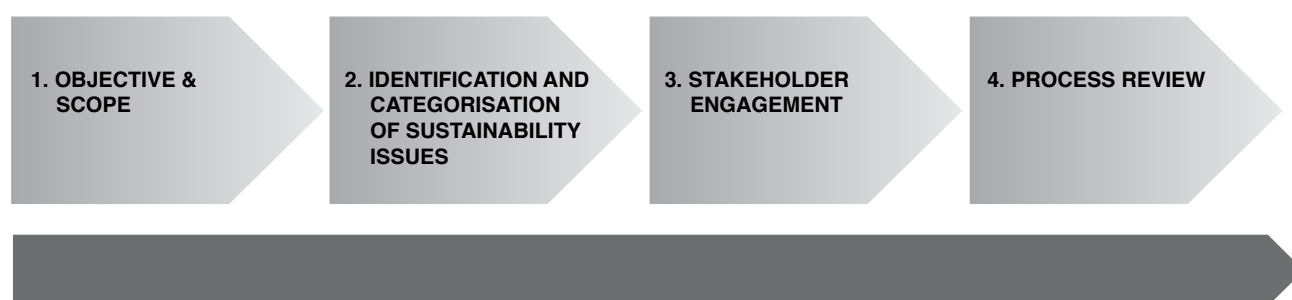 1. OBJECTIVE &
SCOPE
2. IDENTIFICATION AND
CATEGORISATION
OF SUSTAINABILITY
ISSUES
3. STAKEHOLDER
ENGAGEMENT
4. PROCESS REVIEW